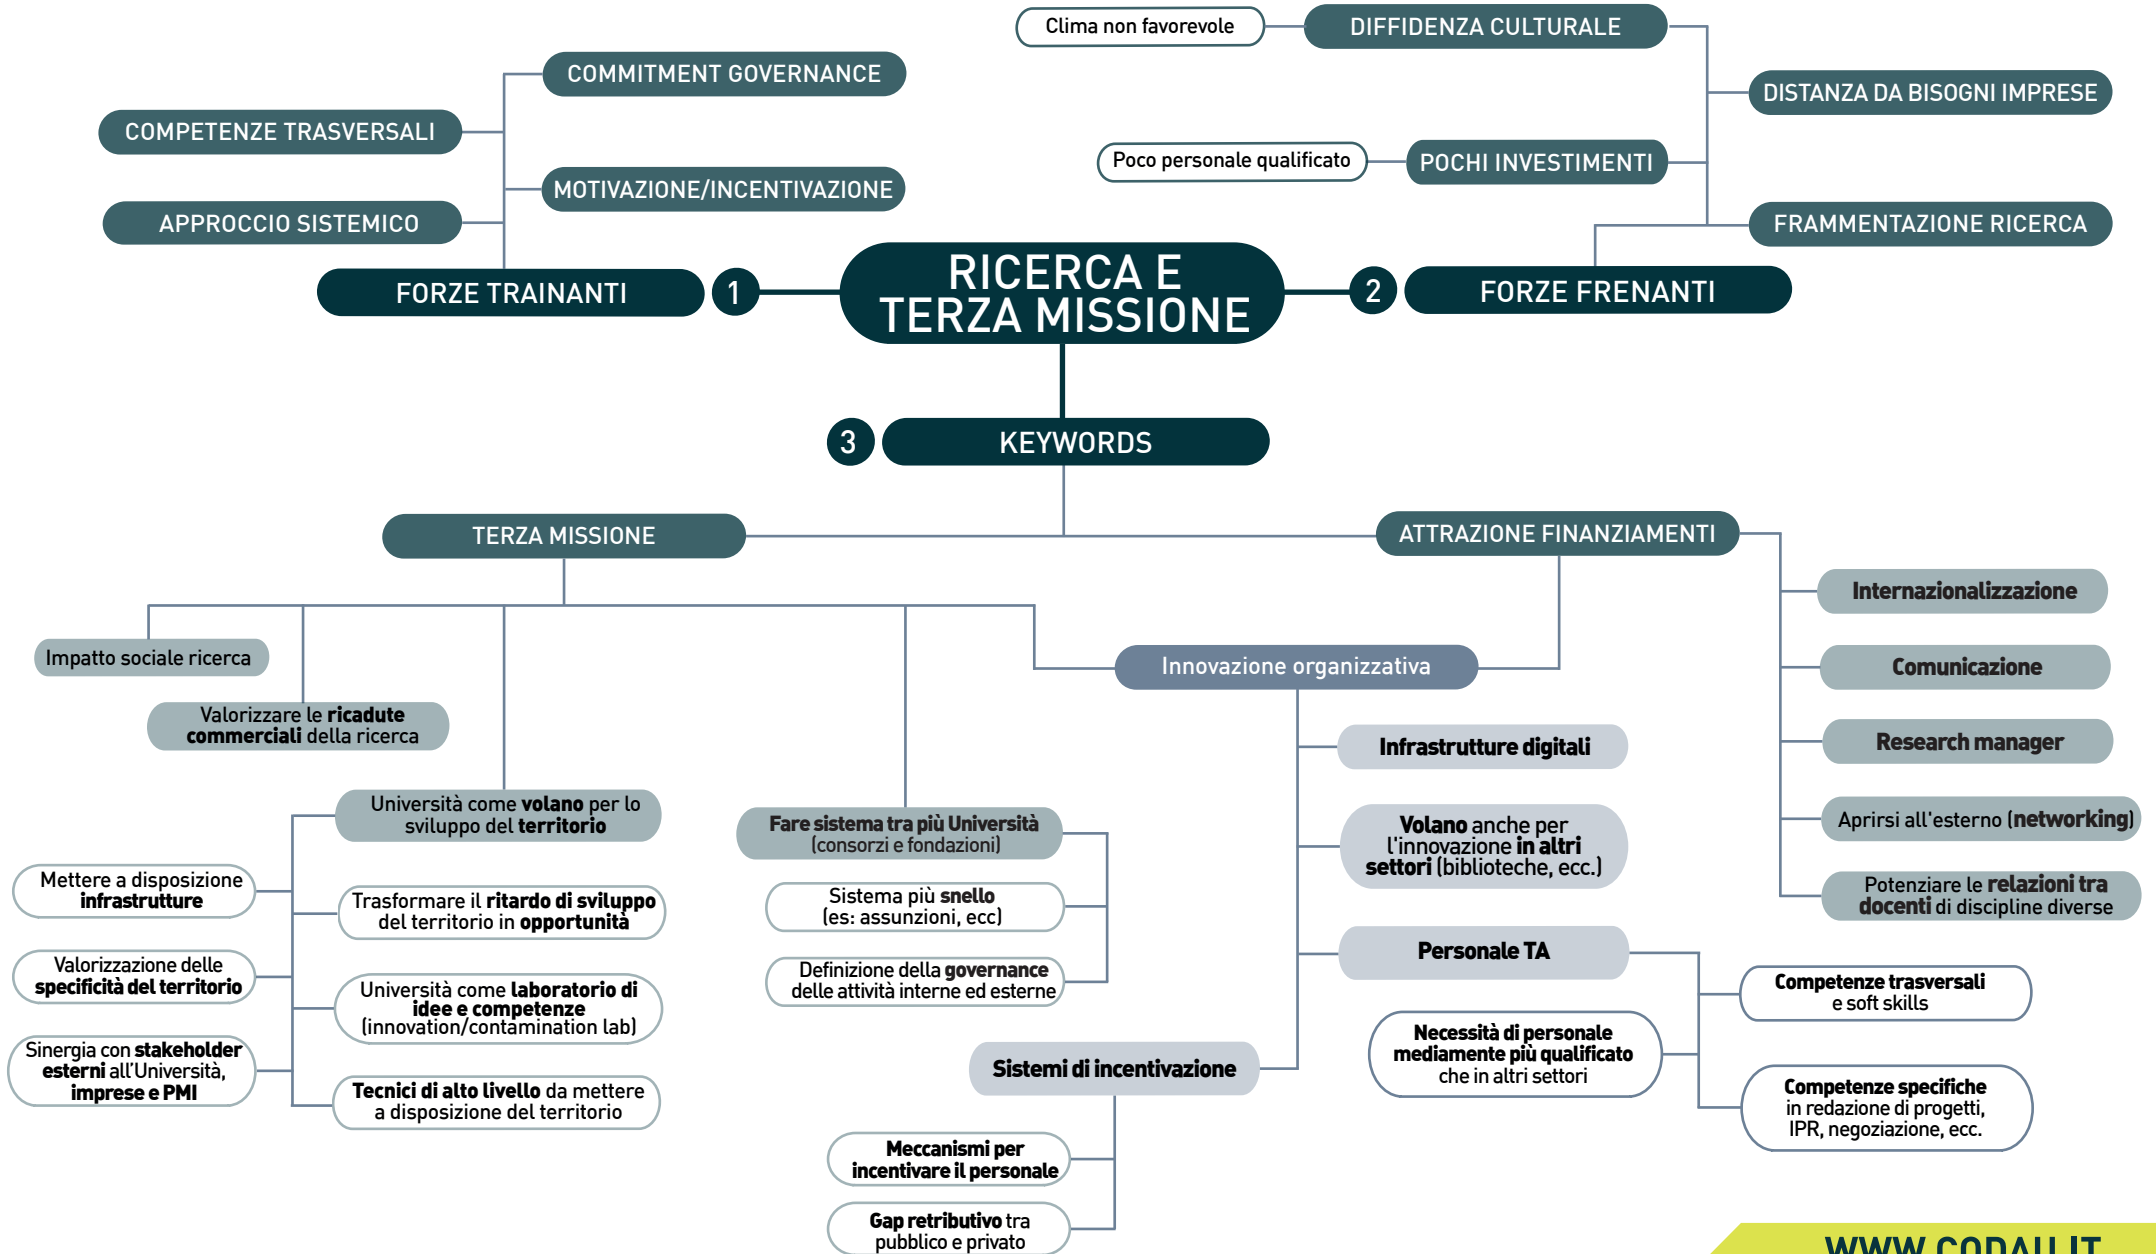 Clima non favorevole
DIFFIDENZA CULTURALE
COMMITMENT GOVERNANCE
DISTANZA DA BISOGNI IMPRESE
COMPETENZE TRASVERSALI
Poco personale qualificato
POCHI INVESTIMENTI
MOTIVAZIONE/INCENTIVAZIONE
APPROCCIO SISTEMICO
FRAMMENTAZIONE RICERCA
FORZE TRAINANTI
1
RICERCA E
TERZA MISSIONE
2
FORZE FRENANTI
3
KEYWORDS
TERZA MISSIONE
ATTRAZIONE FINANZIAMENTI
Impatto sociale ricerca
Valorizzare le ricadute
commerciali della ricerca
Università come volano per lo
sviluppo del territorio
Mettere a disposizione
infrastrutture
Trasformare il ritardo di sviluppo
del territorio in opportunità
Valorizzazione delle
specificità del territorio
Università come laboratorio di
idee e competenze
(innovation/contamination lab)
Sinergia con stakeholder
esterni all'Università,
imprese e PMI
Tecnici di alto livello da mettere
a disposizione del territorio
Fare sistema tra più Università
(consorzi e fondazioni)
Sistema più snello
(es: assunzioni, ecc)
Definizione della governance
delle attività interne ed esterne
Innovazione organizzativa
Infrastrutture digitali
Volano anche per
l'innovazione in altri
settori (biblioteche, ecc.)
Personale TA
Competenze trasversali
e soft skills
Necessità di personale
mediamente più qualificato
che in altri settori
Competenze specifiche
in redazione di progetti,
IPR, negoziazione, ecc.
Sistemi di incentivazione
Meccanismi per
incentivare il personale
Gap retributivo tra
pubblico e privato
Internazionalizzazione
Comunicazione
Research manager
Aprirsi all'esterno (networking)
Potenziare le relazioni tra
docenti di discipline diverse
WWW.CODAU.IT